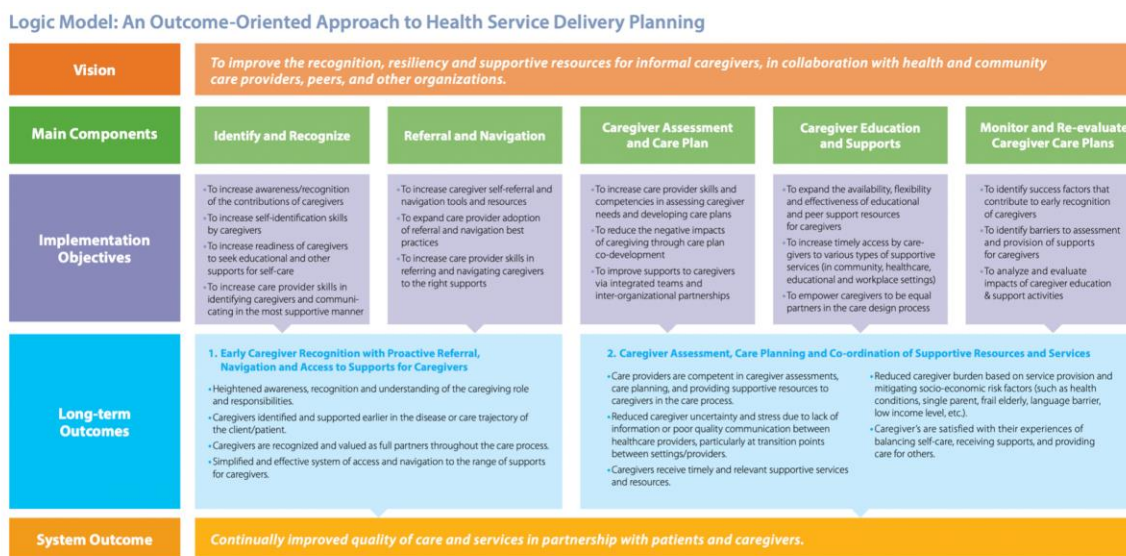 Logic Model: An Outcome-Oriented Approach to Health Service Delivery Planning
Vision
To improve the recognition, resiliency and supportive resources for informal caregivers, in collaboration with health and community
care providers, peers, and other organizations.
Main Components
Identify and Recognize
Referral and Navigation
Caregiver Assessment
and Care Plan
Caregiver Education
and Supports
Monitor and Re-evaluate
Caregiver Care Plans
Implementation
Objectives
◦To increase awareness/recognition
of the contributions of caregivers
◦To increase self-identification skills
by caregivers
◦To increase readiness of caregivers
to seek educational and other
supports for self-care
◦To increase care provider skills in
identifying caregivers and communi-
cating in the most supportive manner
◦To increase caregiver self-referral and
navigation tools and resources
◦To expand care provider adoption
of referral and navigation best
practices
◦To increase care provider skills in
referring and navigating caregivers
to the right supports
◦To increase care provider skills and
competencies in assessing caregiver
needs and developing care plans
◦To reduce the negative impacts
of caregiving through care plan
co-development
◦To improve supports to caregivers
via integrated teams and
inter-organizational partnerships
◦To expand the availability, flexibility
and effectiveness of educational
and peer support resources
for caregivers
◦To increase timely access by care-
givers to various types of supportive
services (in community, healthcare,
educational and workplace settings)
◦To empower caregivers to be equal
partners in the care design process
◦To identify success factors that
contribute to early recognition
of caregivers
◦To identify barriers to assessment
and provision of supports
for caregivers
◦To analyze and evaluate
impacts of caregiver education
& support activities
Long-term
Outcomes
1. Early Caregiver Recognition with Proactive Referral,
Navigation and Access to Supports for Caregivers
•Heightened awareness, recognition and understanding of the caregiving role
and responsibilities.
•Caregivers identified and supported earlier in the disease or care trajectory of
the client/patient.
•Caregivers are recognized and valued as full partners throughout the care process.
•Simplified and effective system of access and navigation to the range of supports
for caregivers.
2. Caregiver Assessment, Care Planning and Co-ordination of Supportive Resources and Services
•Care providers are competent in caregiver assessments,
care planning, and providing supportive resources to
caregivers in the care process.
•Reduced caregiver uncertainty and stress due to lack of
information or poor quality communication between
healthcare providers, particularly at transition points
between settings/providers.
•Caregivers receive timely and relevant supportive services
and resources.
•Reduced caregiver burden based on service provision and
mitigating socio-economic risk factors (such as health
conditions, single parent, frail elderly, language barrier,
low income level, etc.).
•Caregiver's are satisfied with their experiences of
balancing self-care, receiving supports, and providing
care for others.
System Outcome
Continually improved quality of care and services in partnership with patients and caregivers.